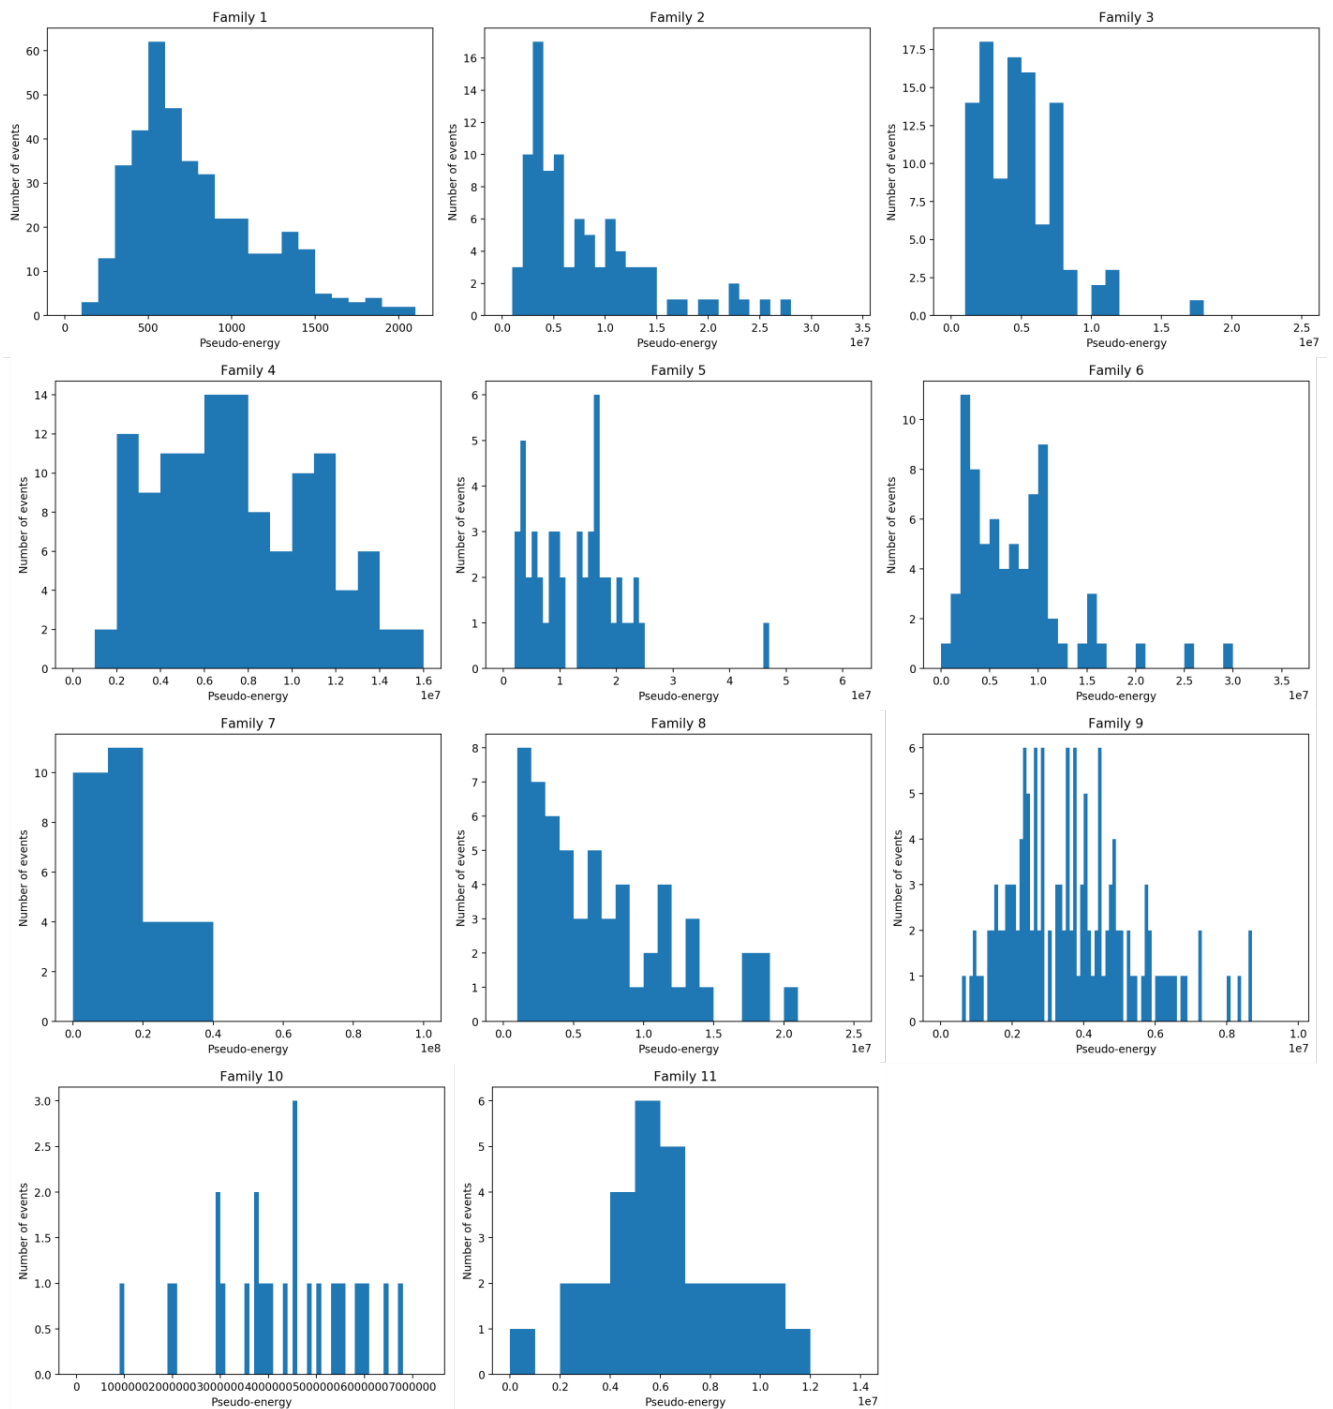 Family 1
Number of events
0
10
20
30
40
50
60
0 500 1000 1500 2000
Pseudo-energy
Family 2
Number of events
0
2
4
6
8
10
12
14
16
0.0 0.5 1.0 1.5 2.0 2.5 3.0 3.5
1e7
Pseudo-energy
Family 3
Number of events
0.0
2.5
5.0
7.5
10.0
12.5
15.0
17.5
0.0 0.5 1.0 1.5 2.0 2.5
1e7
Pseudo-energy
Family 4
Number of events
0
2
4
6
8
10
12
14
0.0 0.2 0.4 0.6 0.8 1.0 1.2 1.4 1.6
1e7
Pseudo-energy
Family 5
Number of events
0
1
2
3
4
5
6
0 1 2 3 4 5 6
1e7
Pseudo-energy
Family 6
Number of events
0
2
4
6
8
10
0.0 0.5 1.0 1.5 2.0 2.5 3.0 3.5
1e7
Pseudo-energy
Family 7
Number of events
0
2
4
6
8
10
0.0 0.2 0.4 0.6 0.8 1.0
1e8
Pseudo-energy
Family 8
Number of events
0
1
2
3
4
5
6
7
8
0.0 0.5 1.0 1.5 2.0 2.5
1e7
Pseudo-energy
Family 9
Number of events
0
1
2
3
4
5
6
0.0 0.2 0.4 0.6 0.8 1.0
1e7
Pseudo-energy
Family 10
Number of events
0.0
0.5
1.0
1.5
2.0
2.5
3.0
0 1000000 2000000 3000000 4000000 5000000 6000000 7000000
Pseudo-energy
Family 11
Number of events
0
1
2
3
4
5
6
0.0 0.2 0.4 0.6 0.8 1.0 1.2 1.4
1e7
Pseudo-energy